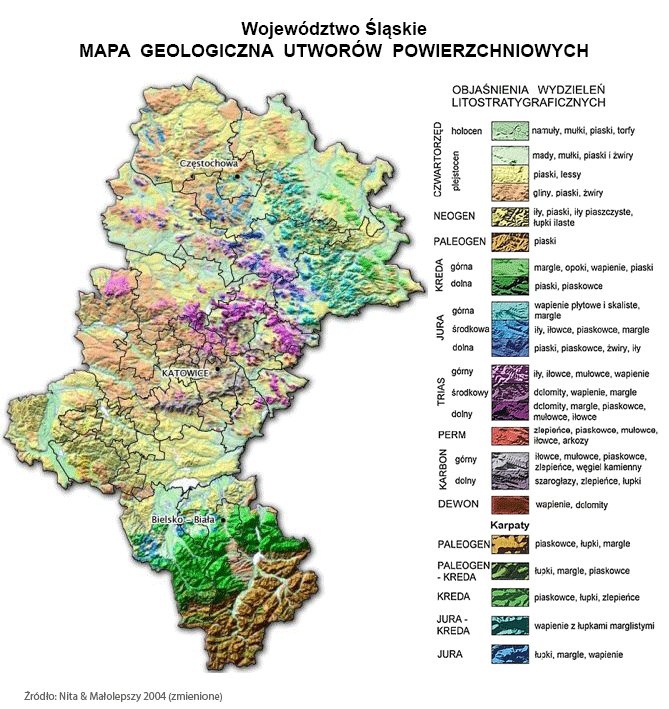 Województwo Śląskie
MAPA GEOLOGICZNA UTWORÓW POWIERZCHNIOWYCH
OBJAŚNIENIA WYDZIELEŃ
LITOSTRATYGRAFICZNYCH
CZWARTORZĘD
holocen
namuły, mułki, piaski, torfy
plejstocen
mady, mułki, piaski i żwiry
piaski, lessy
gliny, piaski, żwiry
NEOGEN
iły, piaski, iły piaszczyste,
łupki ilaste
PALEOGEN
piaski
KREDA
górna
margle, opoki, wapienie, piaski
dolna
piaski, piaskowce
JURA
górna
wapienie płytowe i skaliste,
margle
środkowa
iły, iłowce, piaskowce, margle
dolna
piaski, piaskowce, żwiry, iły
TRIAS
górny
iły, iłowce, mułowce, wapienie
środkowy
dolomity, wapienie, margle
dolny
dolomity, margle, piaskowce,
mułowce, iłowce
PERM
zlepieńce, piaskowce, mułowce,
iłowce, arkozy
KARBON
górny
iłowce, mułowce, piaskowce,
zlepieńce, węgiel kamienny
dolny
szarogłazy, zlepieńce, łupki
DEWON
wapienie, dolomity
Karpaty
PALEOGEN
piaskowce, łupki, margle
PALEOGEN
- KREDA
łupki, margle, piaskowce
KREDA
piaskowce, łupki, zlepieńce
JURA -
KREDA
wapienie z łupkami marglistymi
JURA
łupki, margle, wapienie
Częstochowa
KATOWICE
Bielsko – Biała
Źródło: Nita & Małolepszy 2004 (zmienione)